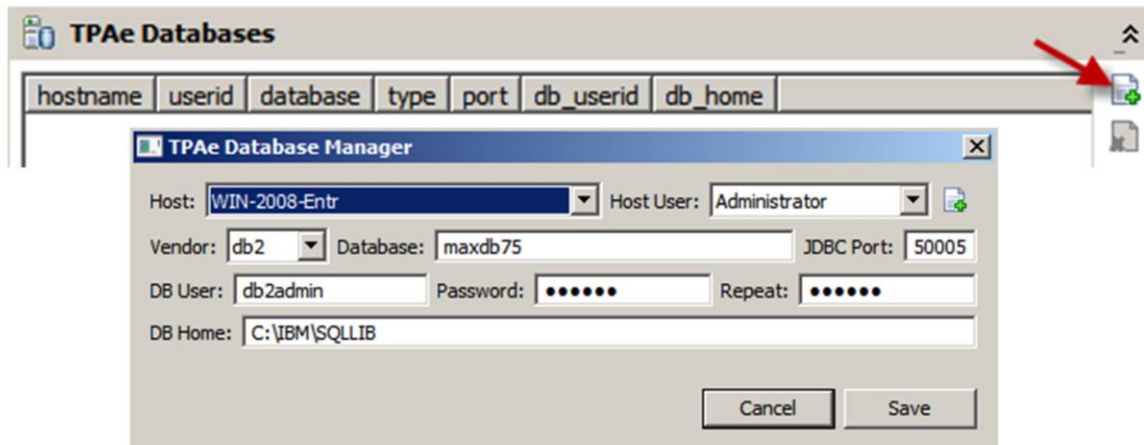 TPAe Databases
hostname userid database type port db_userid db_home
TPAe Database Manager
Host: WIN-2008-Entr Host User: Administrator
Vendor: db2 Database: maxdb75 JDBC Port: 50005
DB User: db2admin Password: ●●●●●● Repeat: ●●●●●●
DB Home: C:\IBM\SQLLIB
Cancel Save